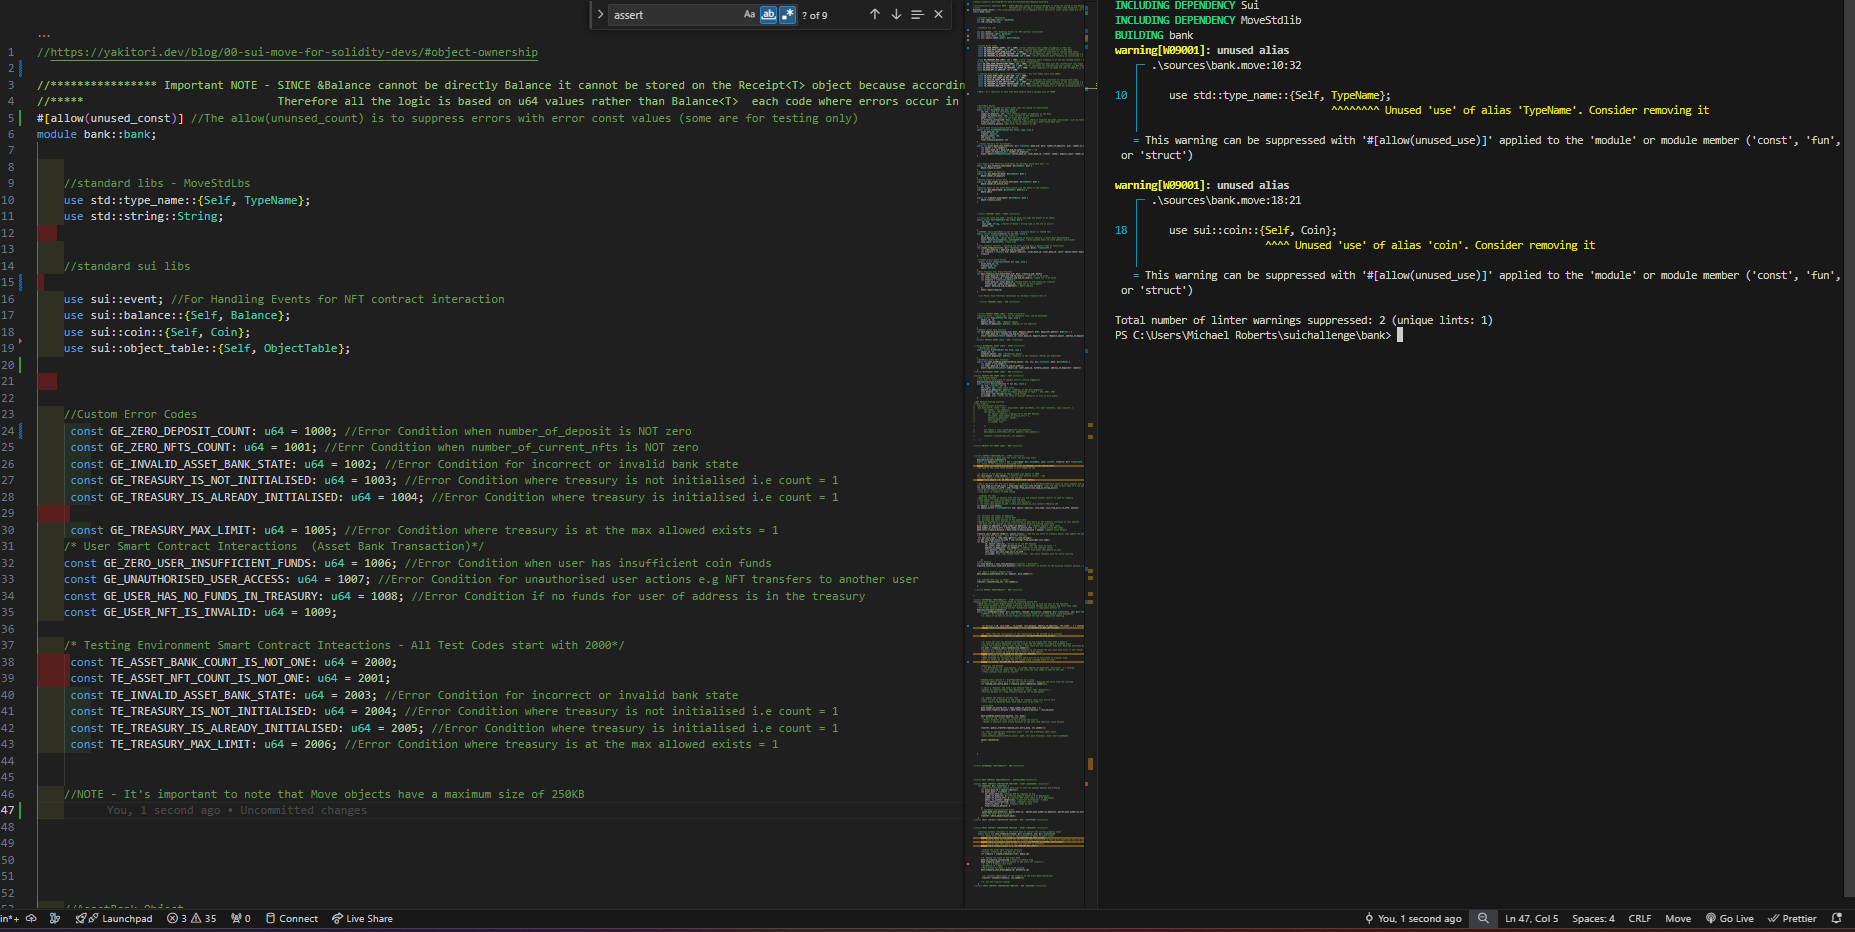 assert
Aa
ab
? of 9
...
1 //https://yakitori.dev/blog/00-sui-move-for-solidity-devs/#object-ownership
2
3 //**************** Important NOTE - SINCE &Balance cannot be directly Balance it cannot be stored on the Receipt<T> object because accordin
4 //***** Therefore all the logic is based on u64 values rather than Balance<T> each code where errors occur in
5 #[allow(unused_const)] //The allow(ununsed_count) is to suppress errors with error const values (some are for testing only)
6 module bank::bank;
7
8
9 //standard libs - MoveStdLbs
10 use std::type_name::{Self, TypeName};
11 use std::string::String;
12
13
14 //standard sui libs
15
16 use sui::event; //For Handling Events for NFT contract interaction
17 use sui::balance::{Self, Balance};
18 use sui::coin::{Self, Coin};
19 use sui::object_table::{Self, ObjectTable};
20
21
22
23 //Custom Error Codes
24 const GE_ZERO_DEPOSIT_COUNT: u64 = 1000; //Error Condition when number_of_deposit is NOT zero
25 const GE_ZERO_NFTS_COUNT: u64 = 1001; //Errr Condition when number_of_current_nfts is NOT zero
26 const GE_INVALID_ASSET_BANK_STATE: u64 = 1002; //Error Condition for incorrect or invalid bank state
27 const GE_TREASURY_IS_NOT_INITIALISED: u64 = 1003; //Error Condition where treasury is not initialised i.e count = 1
28 const GE_TREASURY_IS_ALREADY_INITIALISED: u64 = 1004; //Error Condition where treasury is initialised i.e count = 1
29
30 const GE_TREASURY_MAX_LIMIT: u64 = 1005; //Error Condition where treasury is at the max allowed exists = 1
31 /* User Smart Contract Interactions (Asset Bank Transaction)*/
32 const GE_ZERO_USER_INSUFFICIENT_FUNDS: u64 = 1006; //Error Condition when user has insufficient coin funds
33 const GE_UNAUTHORISED_USER_ACCESS: u64 = 1007; //Error Condition for unauthorised user actions e.g NFT transfers to another user
34 const GE_USER_HAS_NO_FUNDS_IN_TREASURY: u64 = 1008; //Error Condition if no funds for user of address is in the treasury
35 const GE_USER_NFT_IS_INVALID: u64 = 1009;
36
37 /* Testing Environment Smart Contract Inteactions - All Test Codes start with 2000*/
38 const TE_ASSET_BANK_COUNT_IS_NOT_ONE: u64 = 2000;
39 const TE_ASSET_NFT_COUNT_IS_NOT_ONE: u64 = 2001;
40 const TE_INVALID_ASSET_BANK_STATE: u64 = 2003; //Error Condition for incorrect or invalid bank state
41 const TE_TREASURY_IS_NOT_INITIALISED: u64 = 2004; //Error Condition where treasury is not initialised i.e count = 1
42 const TE_TREASURY_IS_ALREADY_INITIALISED: u64 = 2005; //Error Condition where treasury is initialised i.e count = 1
43 const TE_TREASURY_MAX_LIMIT: u64 = 2006; //Error Condition where treasury is at the max allowed exists = 1
44
45
46 //NOTE - It's important to note that Move objects have a maximum size of 250KB
47 You, 1 second ago • Uncommitted changes
48
49
50
51
52
INCLUDING DEPENDENCY Sui
INCLUDING DEPENDENCY MoveStdlib
BUILDING bank
warning[W09001]: unused alias
.\sources\bank.move:10:32
10 use std::type_name::{Self, TypeName};
^^^^^^^^ Unused 'use' of alias 'TypeName'. Consider removing it
= This warning can be suppressed with '#[allow(unused_use)]' applied to the 'module' or module member ('const', 'fun',
or 'struct')
warning[W09001]: unused alias
.\sources\bank.move:18:21
18 use sui::coin::{Self, Coin};
^^^^ Unused 'use' of alias 'coin'. Consider removing it
= This warning can be suppressed with '#[allow(unused_use)]' applied to the 'module' or module member ('const', 'fun',
or 'struct')
Total number of linter warnings suppressed: 2 (unique lints: 1)
PS C:\Users\Michael Roberts\suichallenge\bank>
in*+ Launchpad 3 35 0 Connect Live Share
You, 1 second ago Ln 47, Col 5 Spaces: 4 CRLF Move Go Live Prettier